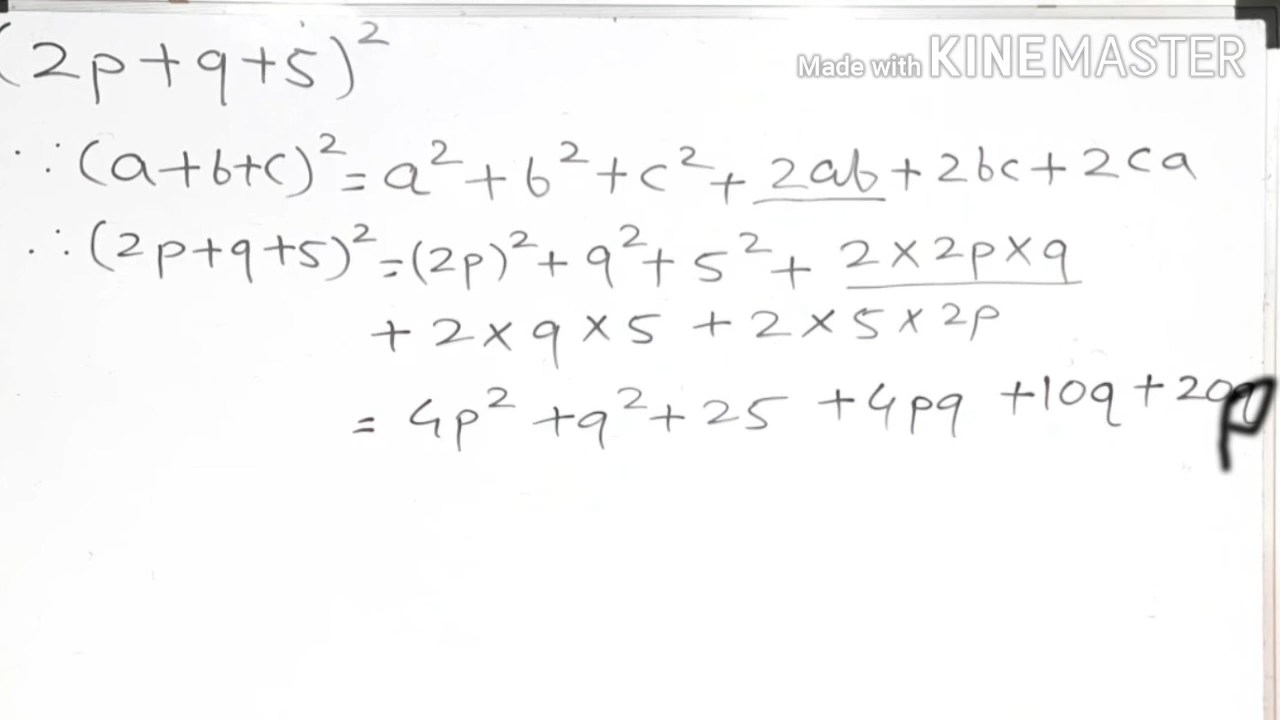 (2p+q+5)²
Made with KINEMASTER
∵ (a+b+c)² = a² + b² + c² + 2ab + 2bc + 2ca
∴ (2p+q+5)² = (2p)² + q² + 5² + 2×2p×q
+ 2×q×5 + 2×5×2p
= 4p² + q² + 25 + 4pq + 10q + 20p